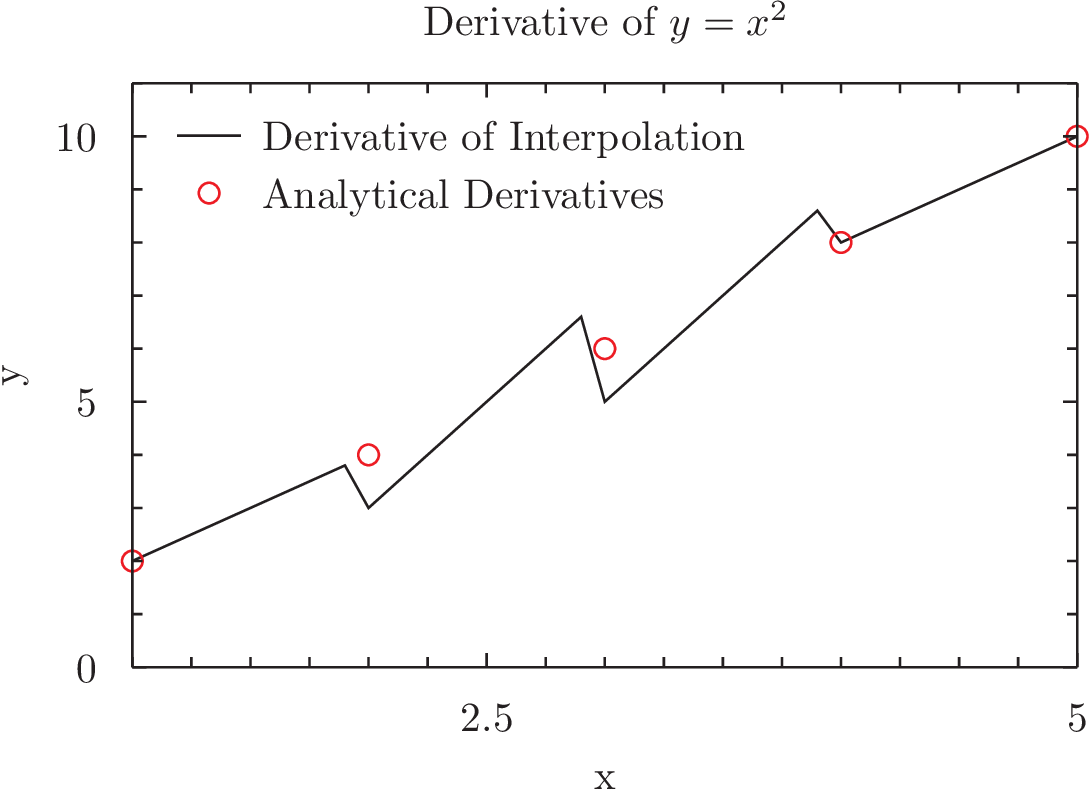 Derivative of y = x²
10
Derivative of Interpolation
Analytical Derivatives
y
5
0
2.5
5
x